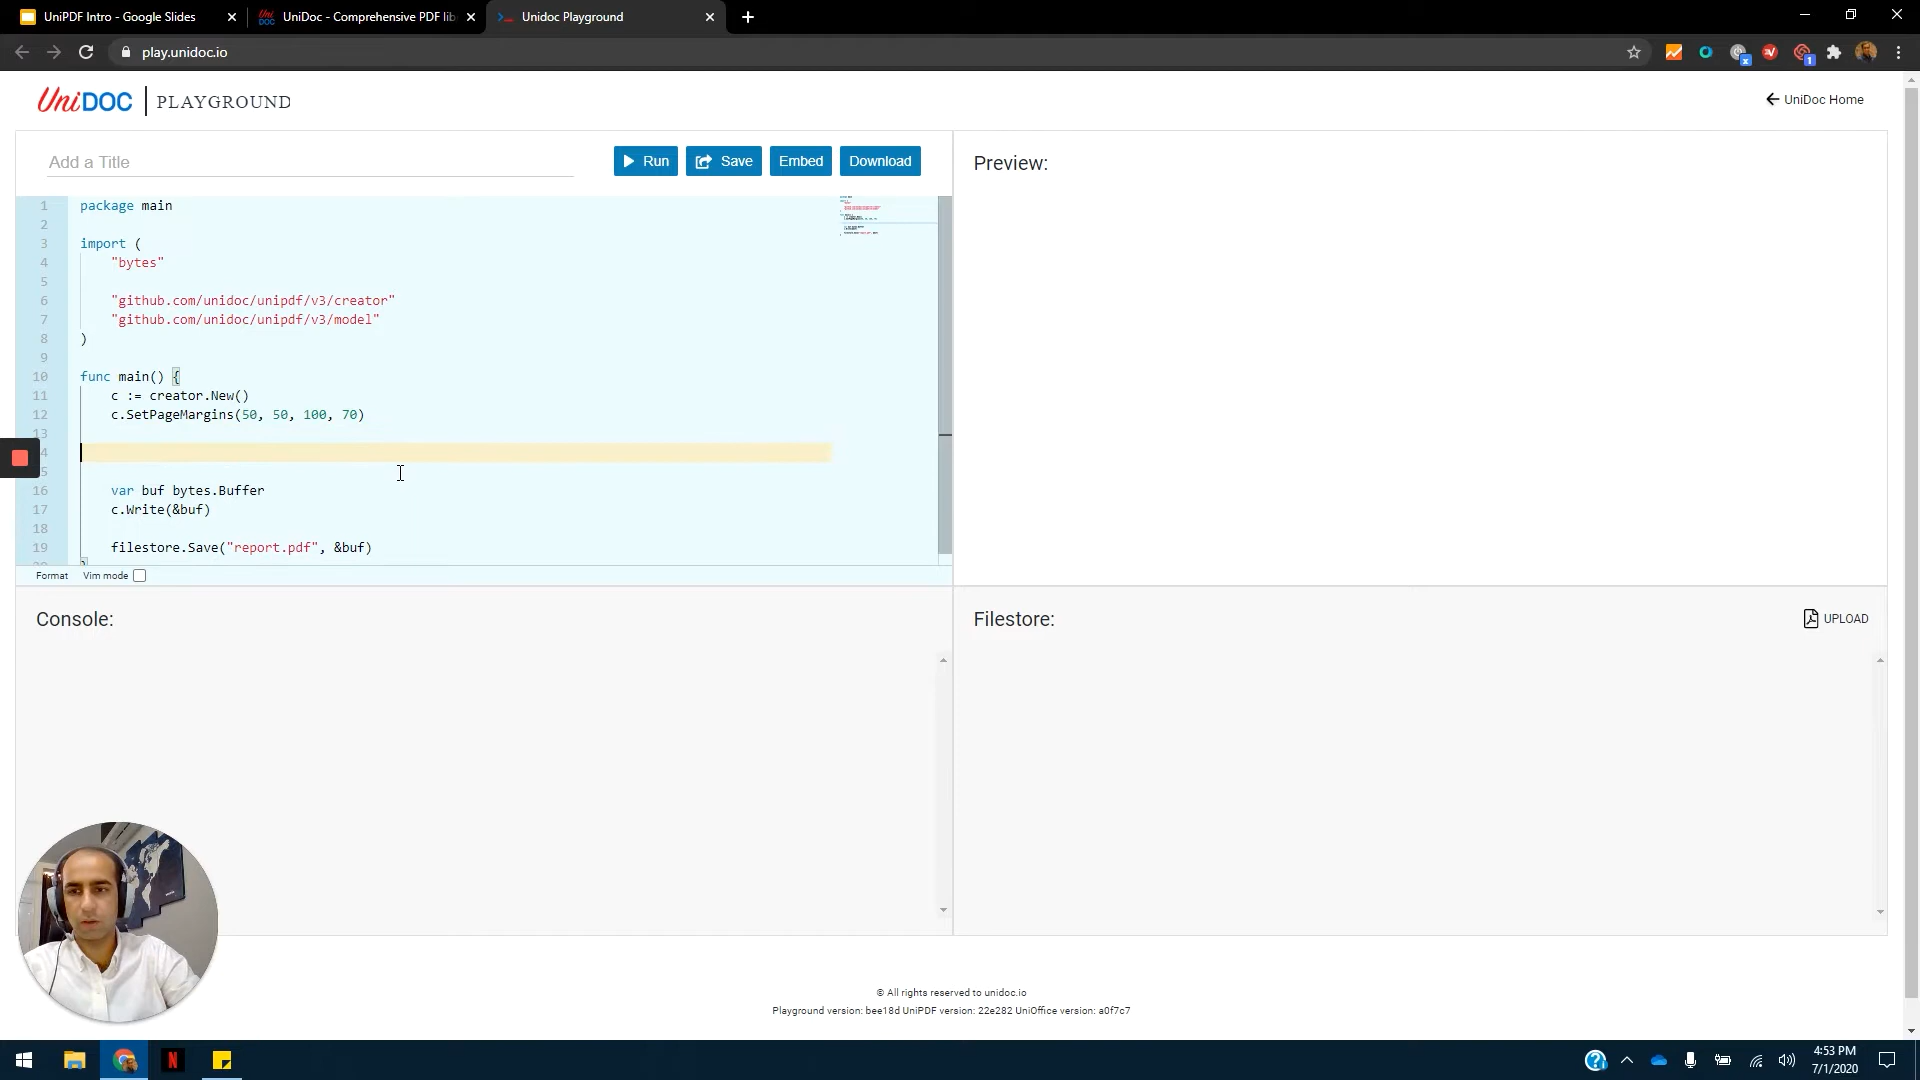 UniPDF Intro - Google Slides
UniDoc - Comprehensive PDF lib
Unidoc Playground
play.unidoc.io
UniDOC | PLAYGROUND
UniDoc Home
Add a Title
Run
Save
Embed
Download
Preview:
1 package main
2
3 import (
4 "bytes"
5
6 "github.com/unidoc/unipdf/v3/creator"
7 "github.com/unidoc/unipdf/v3/model"
8 )
9
10 func main() {
11 c := creator.New()
12 c.SetPageMargins(50, 50, 100, 70)
13
4
5
16 var buf bytes.Buffer
17 c.Write(&buf)
18
19 filestore.Save("report.pdf", &buf)
Format
Vim mode
Console:
Filestore:
UPLOAD
© All rights reserved to unidoc.io
Playground version: bee18d UniPDF version: 22e282 UniOffice version: a0f7c7
4:53 PM
7/1/2020